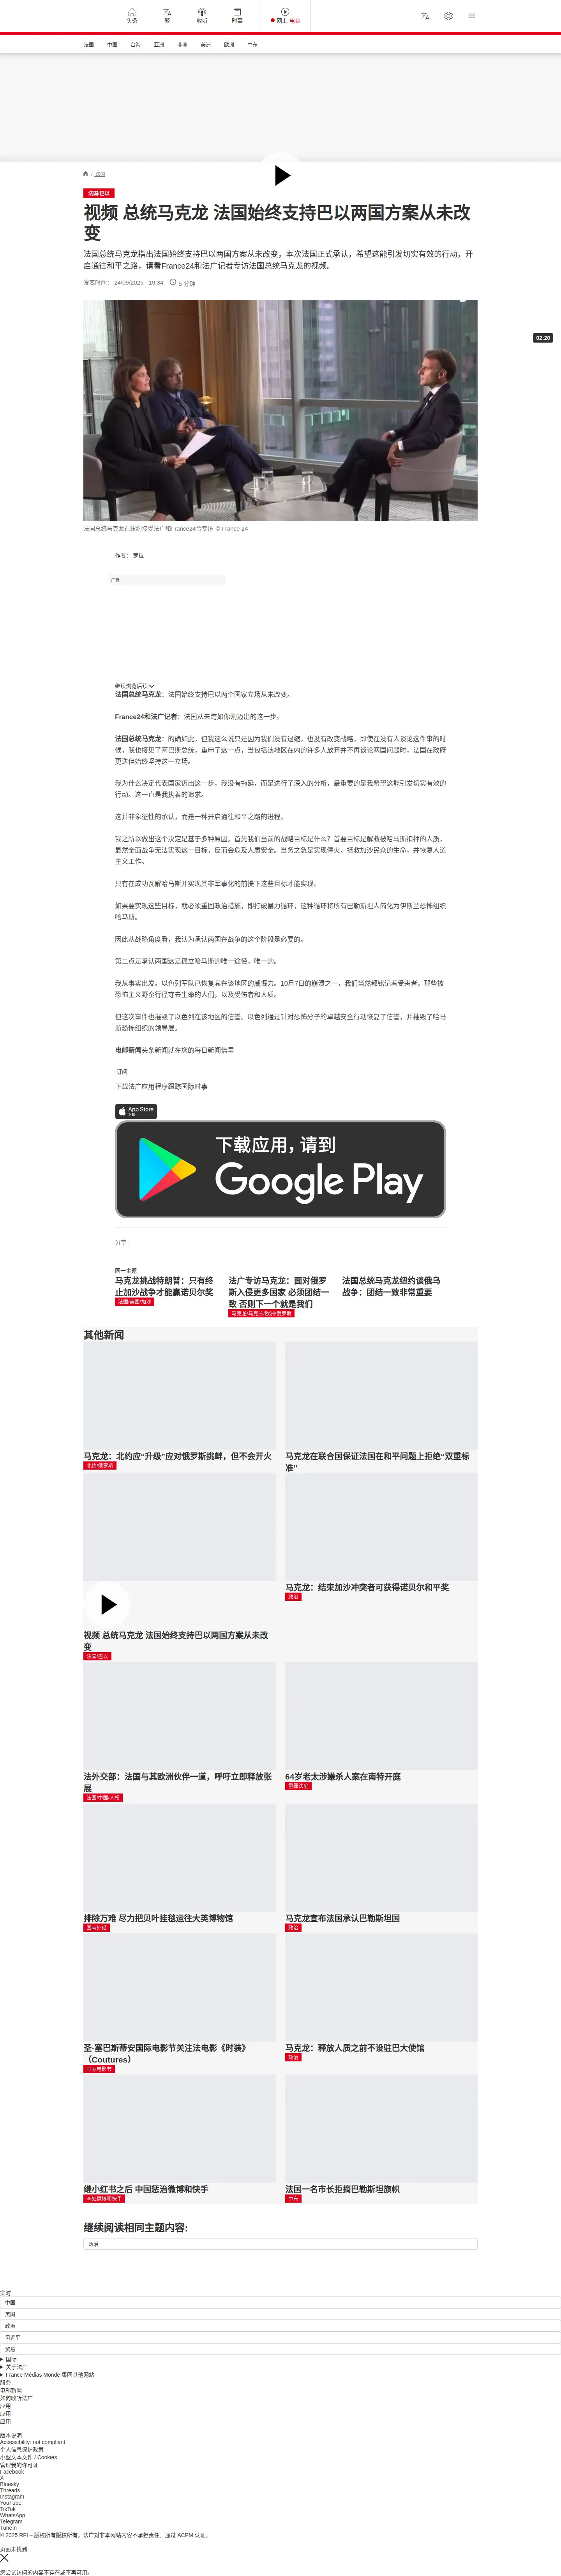 头条
繁
收听
时事
网上 电台
法国
中国
台海
亚洲
非洲
美洲
欧洲
中东
/ 法国
法国/巴以
视频 总统马克龙 法国始终支持巴以两国方案从未改
变
法国总统马克龙指出法国始终支持巴以两国方案从未改变，本次法国正式承认，希望这能引发切实有效的行动，开
启通往和平之路，请看France24和法广记者专访法国总统马克龙的视频。
发表时间： 24/09/2025 - 19:34
5 分钟
02:20
法国总统马克龙在纽约接受法广和France24台专访 © France 24
作者： 罗拉
广告
继续浏览后续
法国总统马克龙：法国始终支持巴以两个国家立场从未改变。
France24和法广记者：法国从未跨如你刚迈出的这一步。
法国总统马克龙：的确如此，但我这么说只是因为我们没有退缩，也没有改变战略，即使在没有人谈论这件事的时
候，我也接见了阿巴斯总统，重申了这一点，当包括该地区在内的许多人放弃并不再谈论两国问题时，法国在政府
更迭但始终坚持这一立场。
我为什么决定代表国家迈出这一步，我没有拖延，而是进行了深入的分析，最重要的是我希望这能引发切实有效的
行动。这一直是我执着的追求。
这并非象征性的承认，而是一种开启通往和平之路的进程。
我之所以做出这个决定是基于多种原因。首先我们当前的战略目标是什么？首要目标是解救被哈马斯扣押的人质，
显然全面战争无法实现这一目标，反而会危及人质安全。当务之急是实现停火，拯救加沙民众的生命，并恢复人道
主义工作。
只有在成功瓦解哈马斯并实现其非军事化的前提下这些目标才能实现。
如果要实现这些目标，就必须重回政治措施，即打破暴力循环，这种循环将所有巴勒斯坦人简化为伊斯兰恐怖组织
哈马斯。
因此从战略角度看，我认为承认两国在战争的这个阶段是必要的。
第二点是承认两国这是孤立哈马斯的唯一途径，唯一的。
我从事实出发。以色列军队已恢复其在该地区的威慑力。10月7日的崩溃之一，我们当然都铭记着受害者，那些被
恐怖主义野蛮行径夺去生命的人们，以及受伤者和人质。
但这次事件也摧毁了以色列在该地区的信誉。以色列通过针对恐怖分子的卓越安全行动恢复了信誉，并摧毁了哈马
斯恐怖组织的领导层。
电邮新闻头条新闻就在您的每日新闻信里
订阅
下载法广应用程序跟踪国际时事
App Store
下载
下载应用，请到
Google Play
分享 :
同一主题
马克龙挑战特朗普：只有终
止加沙战争才能赢诺贝尔奖
法国/美国/加沙
法广专访马克龙：面对俄罗
斯入侵更多国家 必须团结一
致 否则下一个就是我们
马克龙/乌克兰/欧洲/俄罗斯
法国总统马克龙纽约谈俄乌
战争：团结一致非常重要
其他新闻
马克龙：北约应“升级”应对俄罗斯挑衅，但不会开火
北约/俄罗斯
马克龙在联合国保证法国在和平问题上拒绝“双重标
准”
视频 总统马克龙 法国始终支持巴以两国方案从未改
变
法国/巴以
马克龙：结束加沙冲突者可获得诺贝尔和平奖
政治
法外交部：法国与其欧洲伙伴一道，呼吁立即释放张
展
法国/中国/人权
64岁老太涉嫌杀人案在南特开庭
重罪法庭
排除万难 尽力把贝叶挂毯运往大英博物馆
国宝外借
马克龙宣布法国承认巴勒斯坦国
政治
圣-塞巴斯蒂安国际电影节关注法电影《时装》
（Coutures）
国际电影节
马克龙：释放人质之前不设驻巴大使馆
政治
继小红书之后 中国惩治微博和快手
查处微博和快手
法国一名市长拒摘巴勒斯坦旗帜
中东
继续阅读相同主题内容:
政治
实时
中国
美国
政治
习近平
贸易
国际
关于法广
France Médias Monde 集团其他网站
服务
电邮新闻
如何收听法广
应用
应用
应用
版本说明
Accessibility: not compliant
个人信息保护政策
小型文本文件 / Cookies
管理我的许可证
Facebook
X
Bluesky
Threads
Instagram
YouTube
TikTok
WhatsApp
Telegram
TuneIn
© 2025 RFI – 版权所有版权所有。法广对非本网站内容不承担责任。通过 ACPM 认证。
页面未找到
您尝试访问的内容不存在或不再可用。